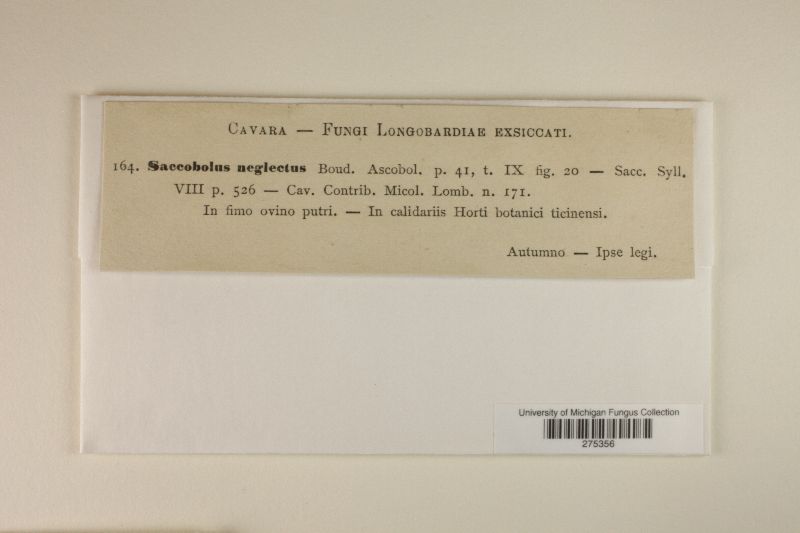 CAVARA — FUNGI LONGOBARDIAE EXSICCATI.
164. Saccobolus neglectus Boud. Ascobol. p. 41, t. IX fig. 20 — Sacc. Syll.
VIII p. 526 — Cav. Contrib. Micol. Lomb. n. 171.
In fimo ovino putri. — In calidariis Horti botanici ticinensi.
Autumno — Ipse legi.
University of Michigan Fungus Collection
275356